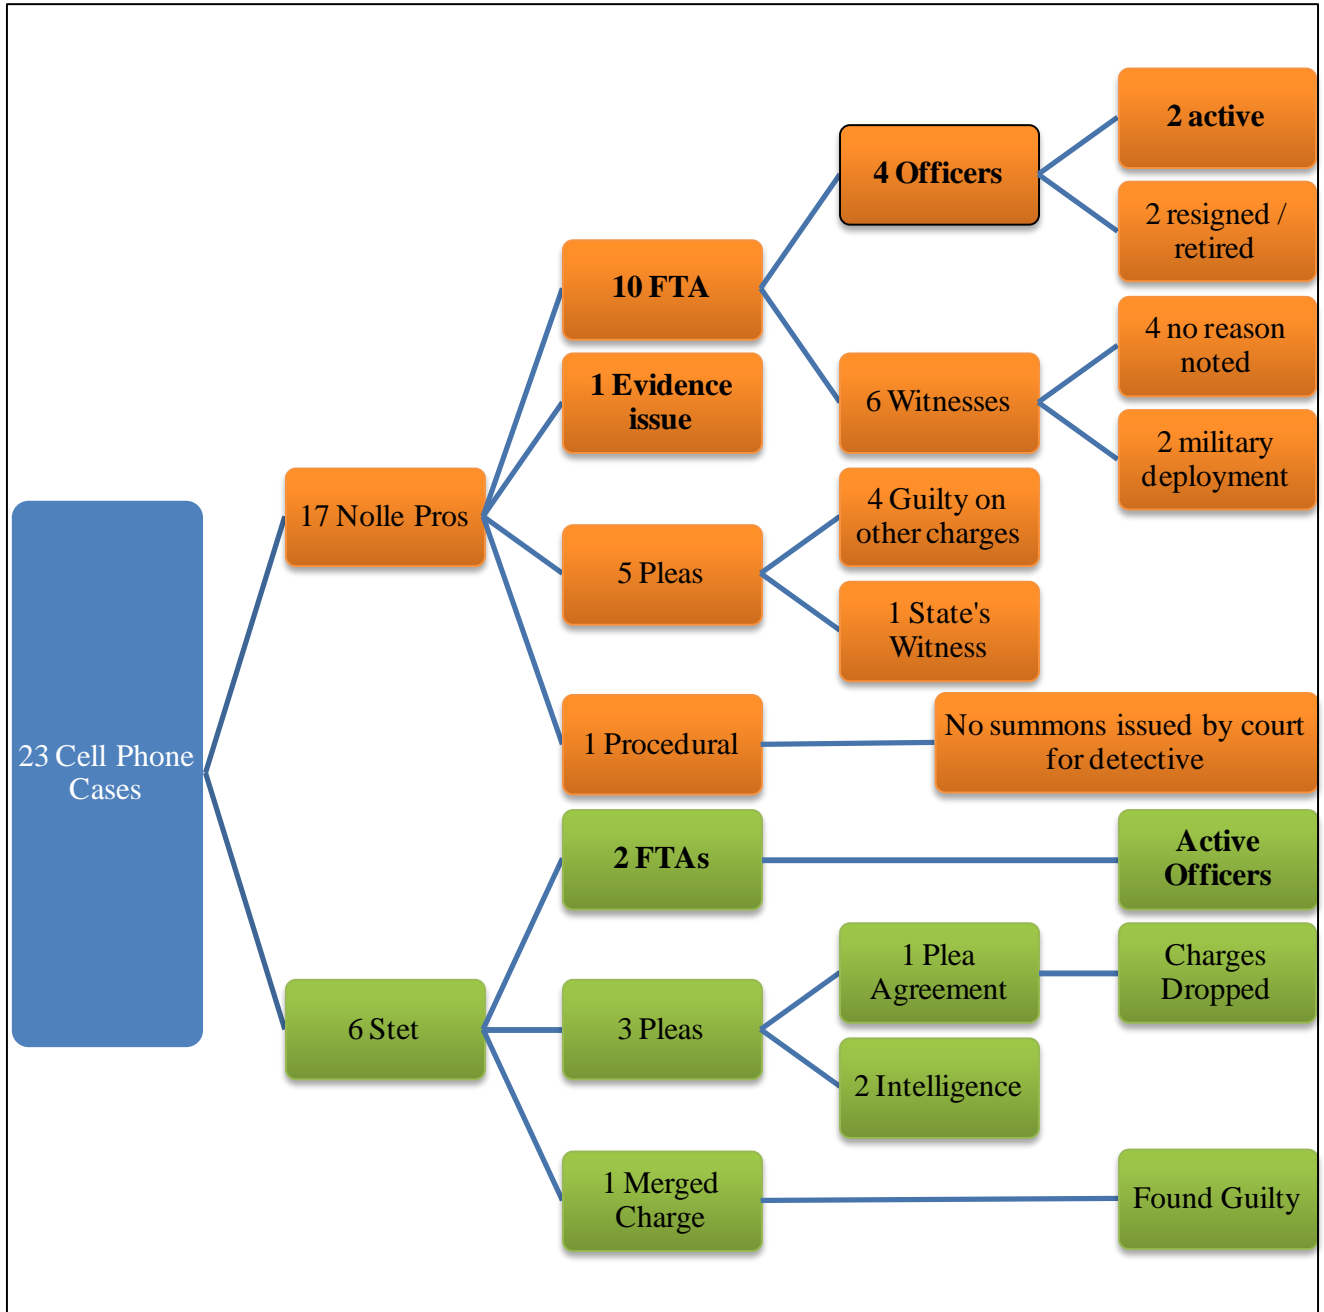 23 Cell Phone
Cases
17 Nolle Pros
10 FTA
4 Officers
2 active
2 resigned /
retired
6 Witnesses
4 no reason
noted
2 military
deployment
1 Evidence
issue
5 Pleas
4 Guilty on
other charges
1 State's
Witness
1 Procedural
No summons issued by court
for detective
6 Stet
2 FTAs
Active
Officers
3 Pleas
1 Plea
Agreement
Charges
Dropped
2 Intelligence
1 Merged
Charge
Found Guilty